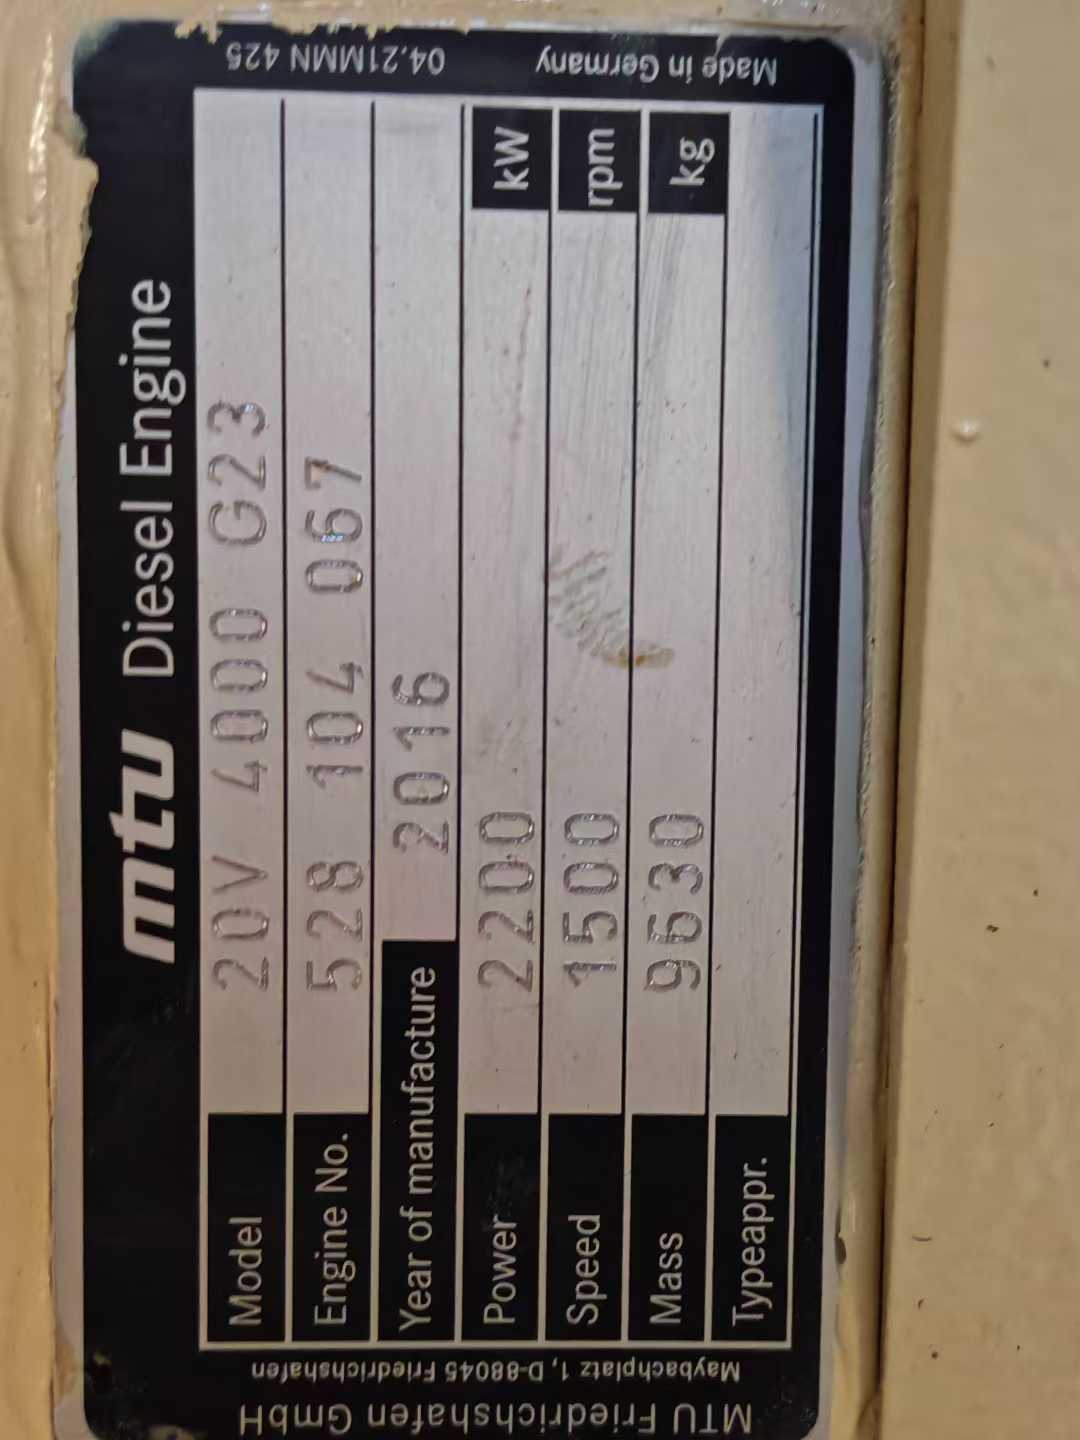 mtu Diesel Engine
Model 20V 4000 G23
Engine No. 528 104 067
Year of manufacture 2016
Power 2200 kW
Speed 1500 rpm
Mass 9630 kg
Typeappr.
MTU Friedrichshafen GmbH
Maybachplatz 1, D-88045 Friedrichshafen
Made in Germany 04.21MMN 425